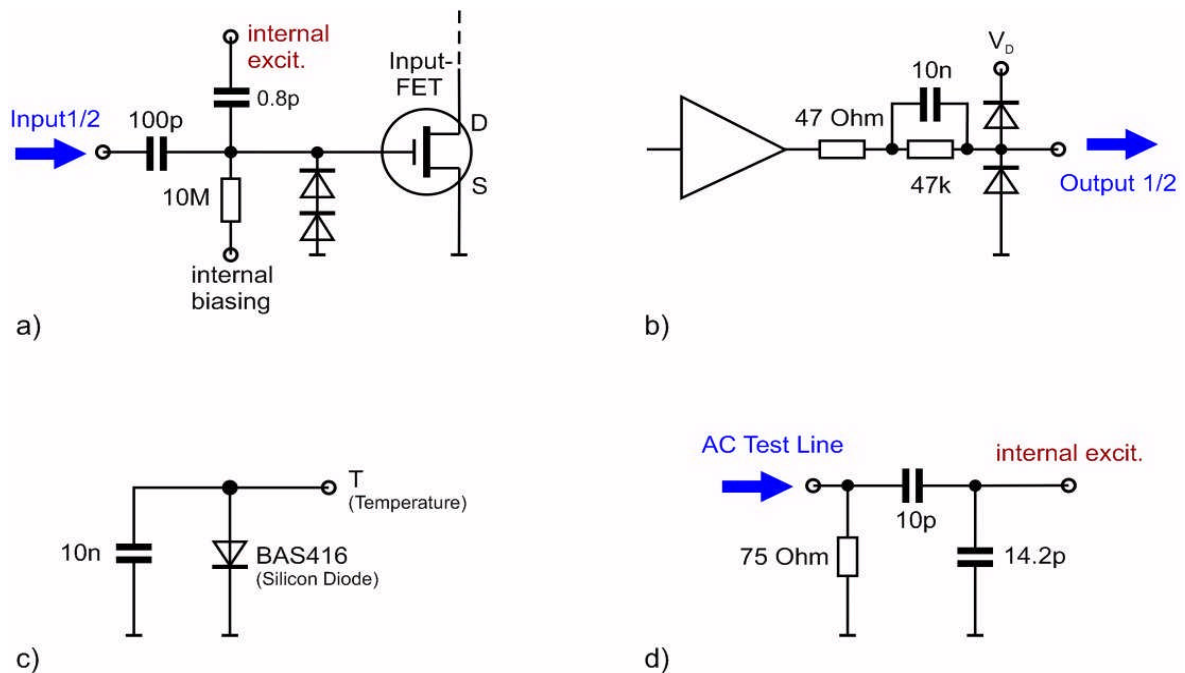 internal
excit.
Input-
FET
0.8p
Input1/2
100p
D
10M
S
internal
biasing
a)
V_D
10n
47 Ohm
47k
Output 1/2
b)
T
(Temperature)
10n
BAS416
(Silicon Diode)
c)
AC Test Line
internal excit.
10p
75 Ohm
14.2p
d)